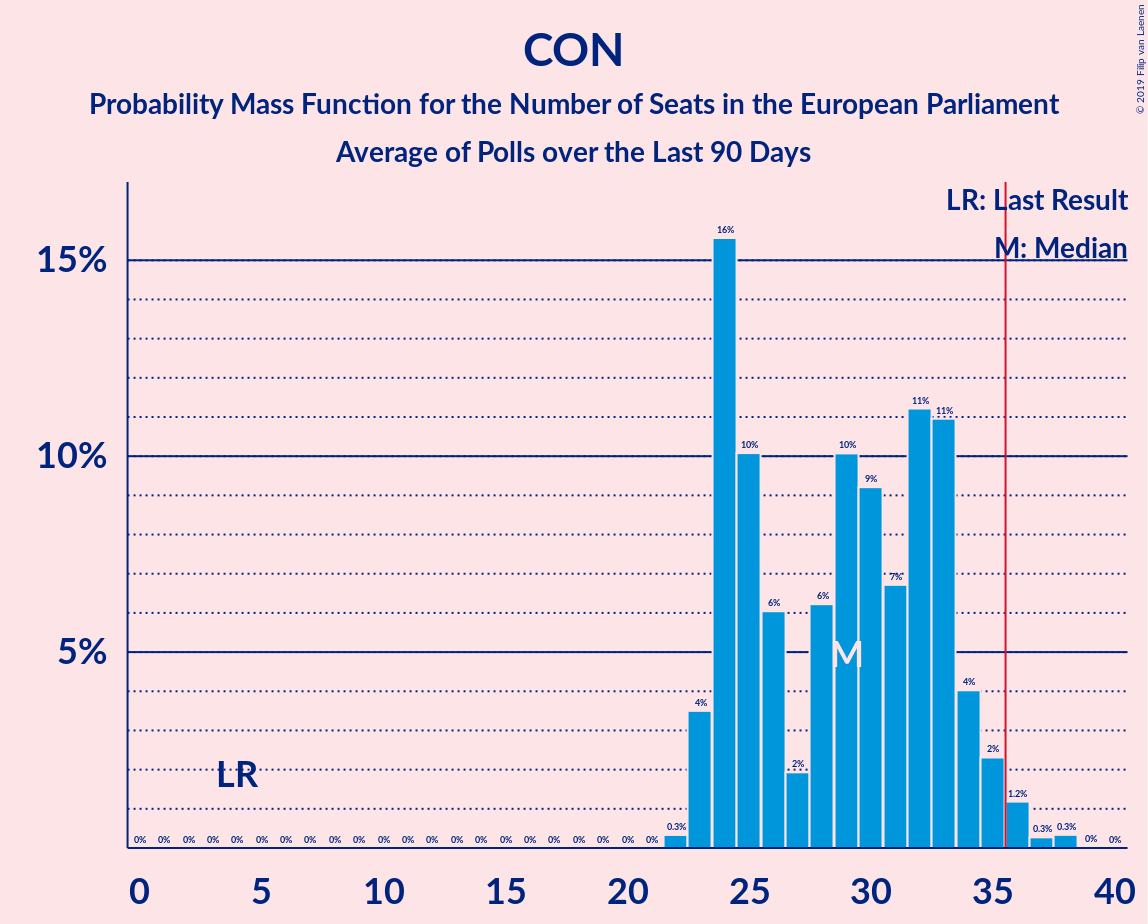 CON
Probability Mass Function for the Number of Seats in the European Parliament
Average of Polls over the Last 90 Days
© 2019 Filip van Laenen
LR: Last Result
M: Median
15%
10%
5%
16%
11%
11%
10%
10%
9%
7%
6%
6%
4%
4%
M
2%
2%
LR
1.2%
0% 0% 0% 0% 0% 0% 0% 0% 0% 0% 0% 0% 0% 0% 0% 0% 0% 0% 0% 0% 0% 0% 0.3% 0.3% 0.3% 0% 0%
0 5 10 15 20 25 30 35 40